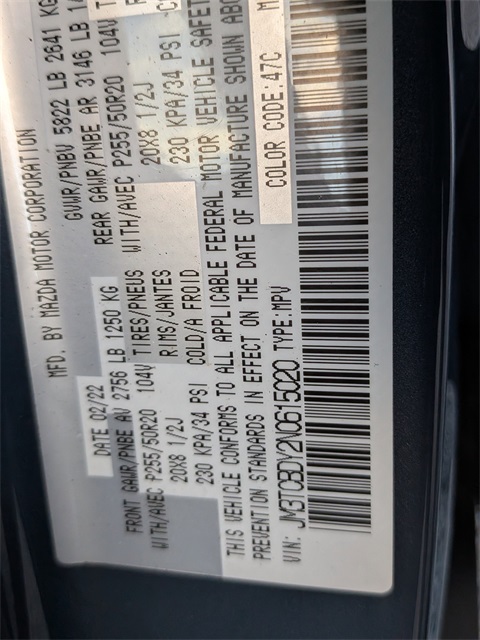 MFD. BY MAZDA MOTOR CORPORATION
DATE 02/22 GVWR/PNBV 5822 LB 2641 KG
FRONT GAWR/PNBE AV 2756 LB 1250 KG REAR GAWR/PNBE AR 3146 LB
WITH/AVEC P255/50R20 104V TIRES/PNEUS WITH/AVEC P255/50R20 104V
20X8 1/2J RIMS/JANTES 20X8 1/2J
230 KPA/34 PSI COLD/A FROID 230 KPA/34 PSI
THIS VEHICLE CONFORMS TO ALL APPLICABLE FEDERAL MOTOR VEHICLE SAFET
PREVENTION STANDARDS IN EFFECT ON THE DATE OF MANUFACTURE SHOWN ABO
VIN: JM3TCBDY2N0615020 TYPE:MPV COLOR CODE:47C M